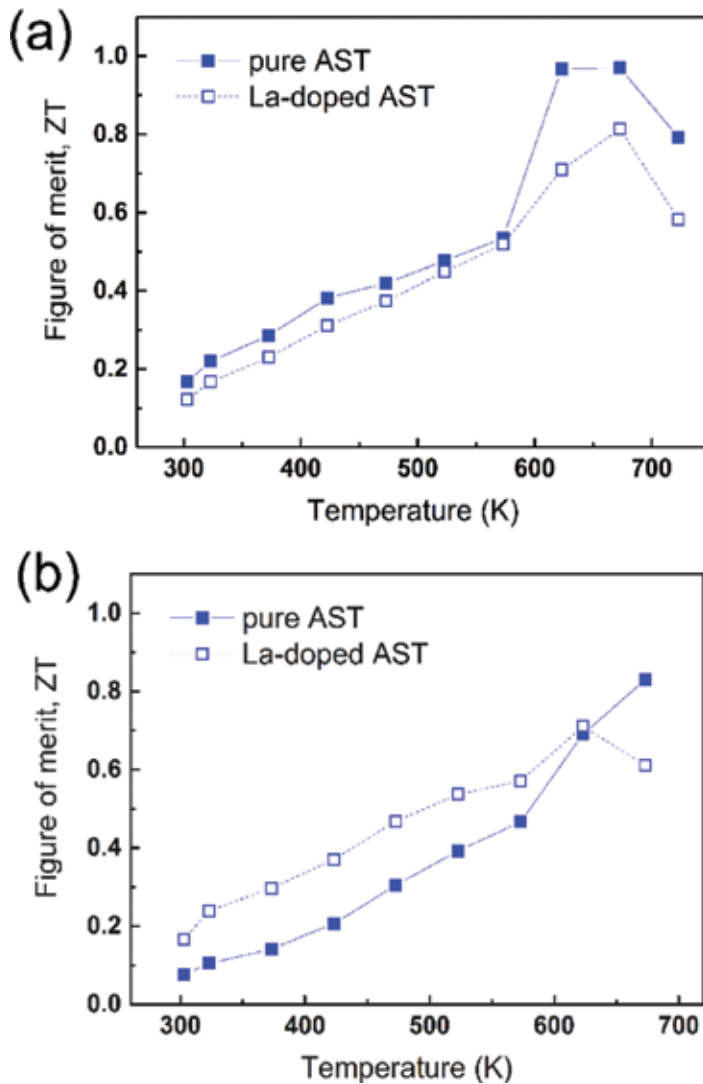 (a)
pure AST
La-doped AST
Figure of merit, ZT
1.0
0.8
0.6
0.4
0.2
0.0
300 400 500 600 700
Temperature (K)
(b)
pure AST
La-doped AST
Figure of merit, ZT
1.0
0.8
0.6
0.4
0.2
0.0
300 400 500 600 700
Temperature (K)